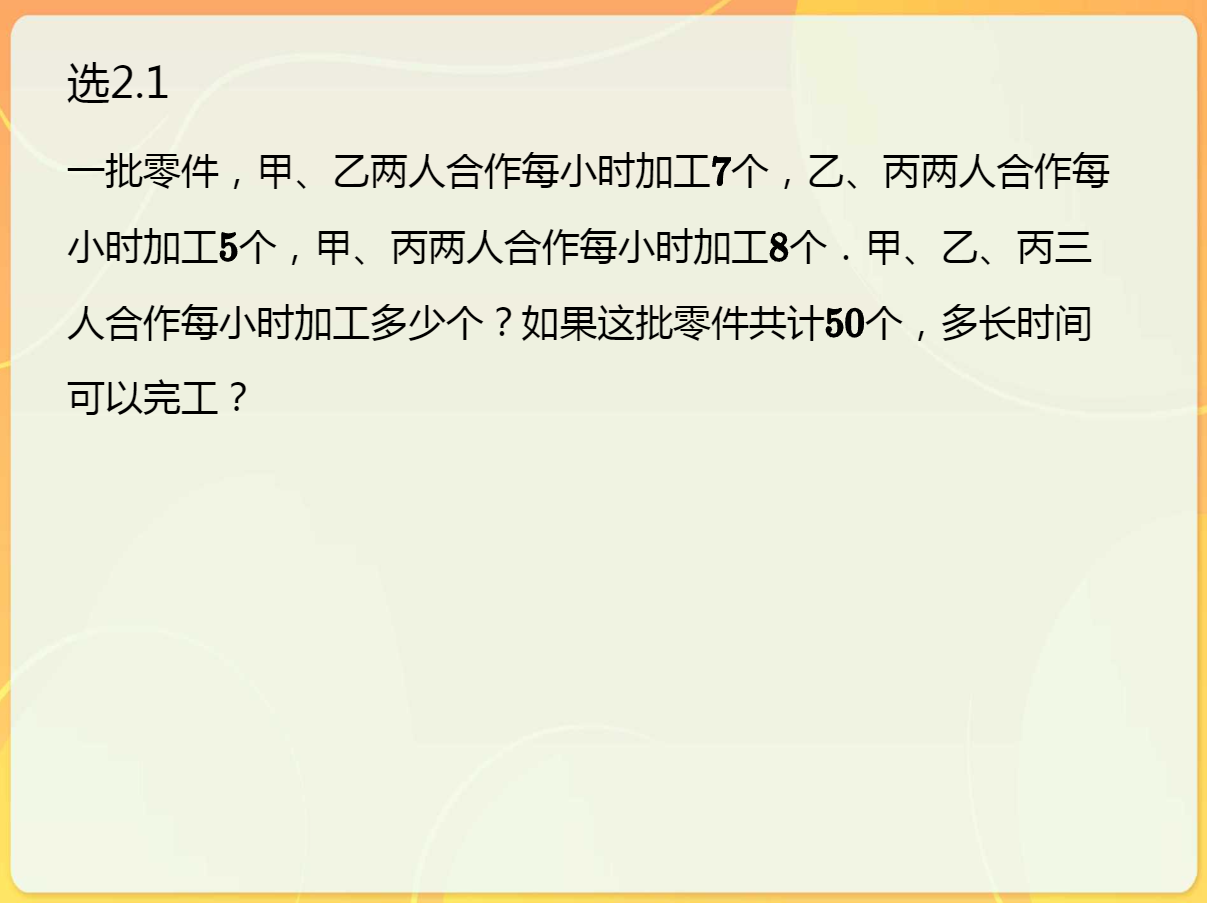 选2.1
一批零件，甲、乙两人合作每小时加工7个，乙、丙两人合作每
小时加工5个，甲、丙两人合作每小时加工8个．甲、乙、丙三
人合作每小时加工多少个？如果这批零件共计50个，多长时间
可以完工？